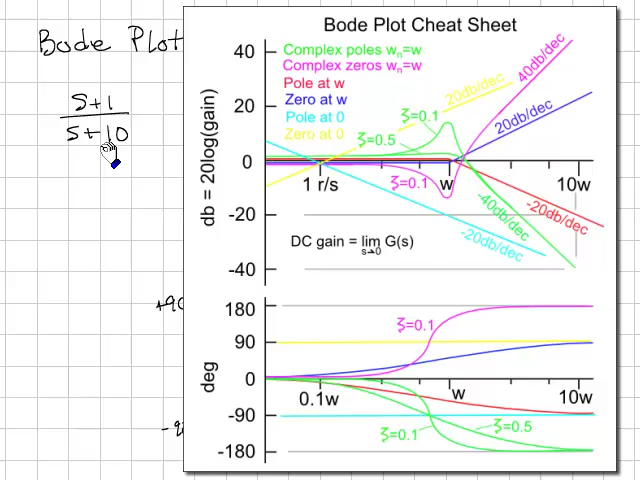 Bode Plot
s+1
s+10
+90
Bode Plot Cheat Sheet
db = 20log(gain)
40
20
0
-20
-40
Complex poles wn=w
Complex zeros wn=w
Pole at w
Zero at w
Pole at 0
Zero at 0
20db/dec
40db/dec
20db/dec
ζ=0.1
ζ=0.5
ζ=0.1
1 r/s
w
10w
-40db/dec
-20db/dec
-20db/dec
DC gain = lim G(s)
s→0
deg
180
90
0
-90
-180
ζ=0.1
0.1w
w
10w
ζ=0.1
ζ=0.5